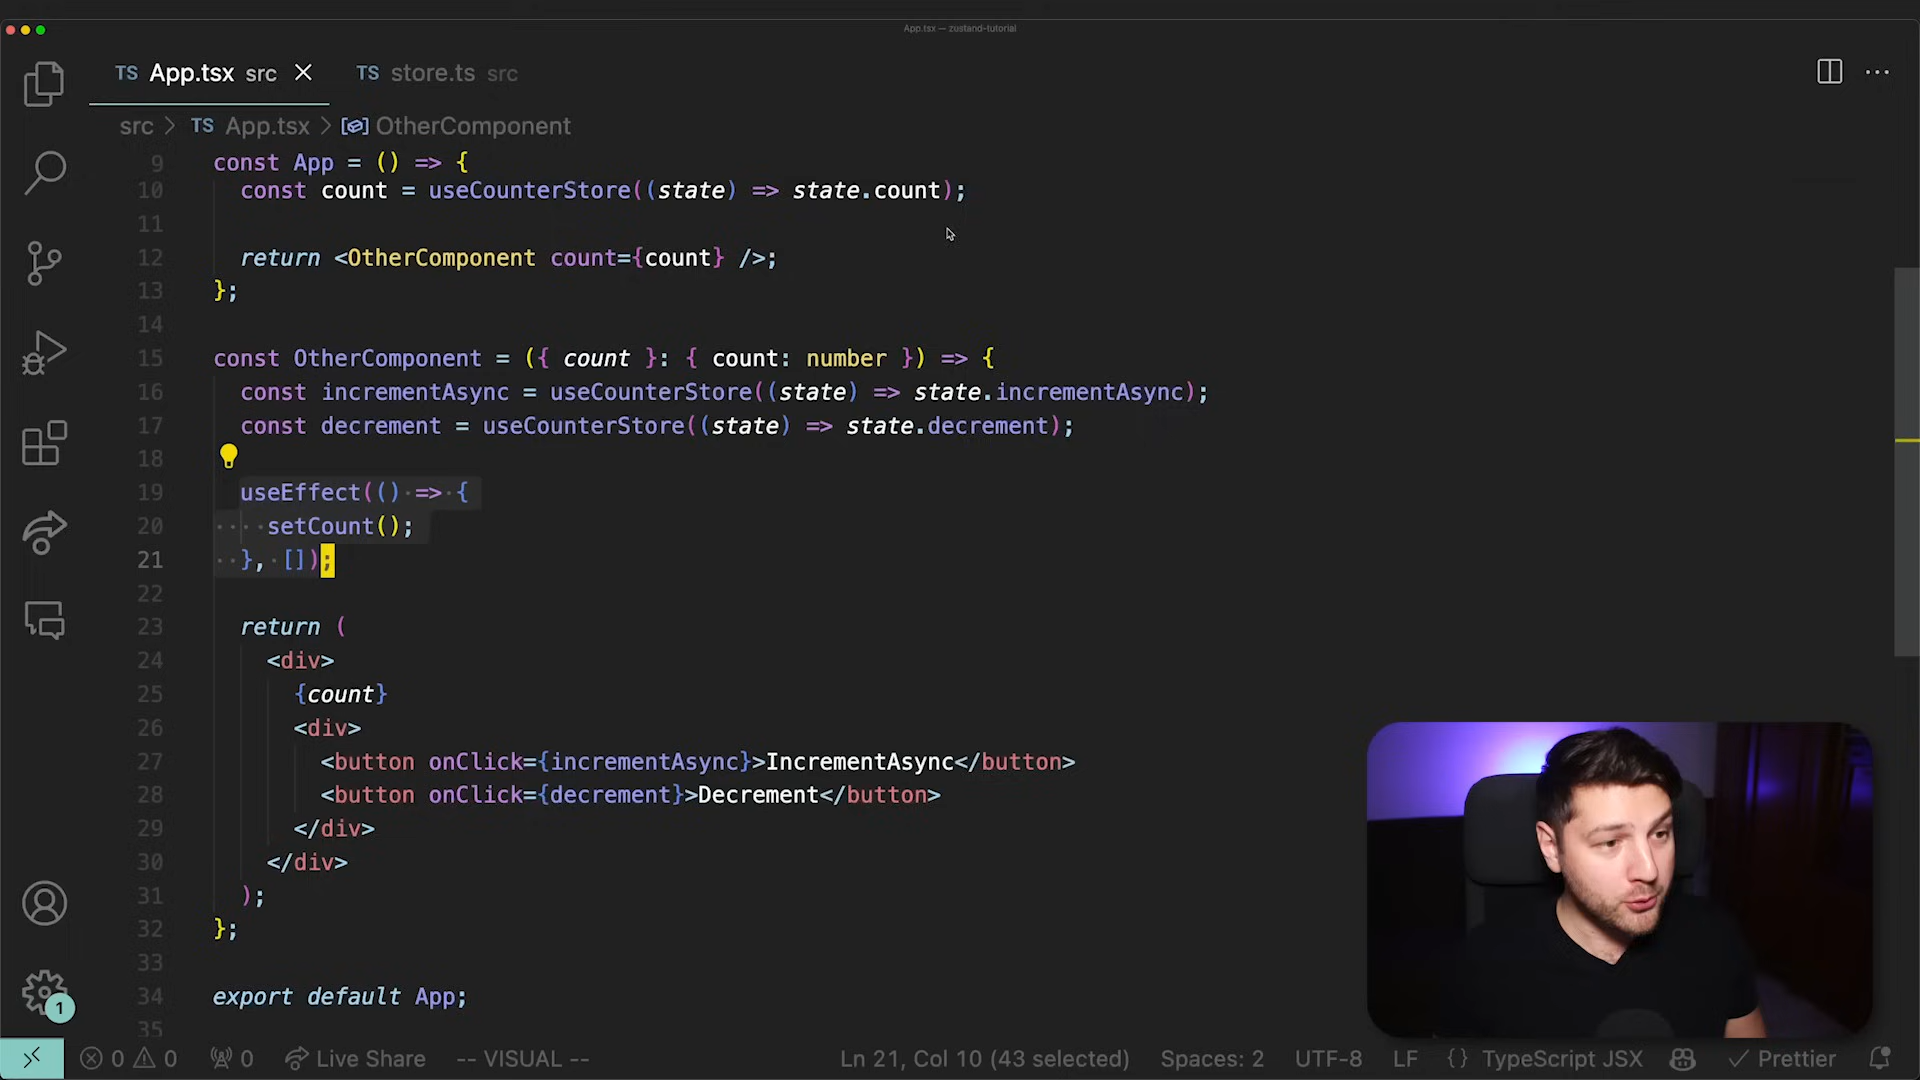 App.tsx — zustand-tutorial
TS App.tsx src TS store.ts src
src > TS App.tsx > OtherComponent
9 const App = () => {
10 const count = useCounterStore((state) => state.count);
11
12 return <OtherComponent count={count} />;
13 };
14
15 const OtherComponent = ({ count }: { count: number }) => {
16 const incrementAsync = useCounterStore((state) => state.incrementAsync);
17 const decrement = useCounterStore((state) => state.decrement);
18
19 useEffect(() => {
20 setCount();
21 }, []);
22
23 return (
24 <div>
25 {count}
26 <div>
27 <button onClick={incrementAsync}>IncrementAsync</button>
28 <button onClick={decrement}>Decrement</button>
29 </div>
30 </div>
31 );
32 };
33
34 export default App;
35
1
0 0 0 Live Share -- VISUAL -- Ln 21, Col 10 (43 selected) Spaces: 2 UTF-8 LF {} TypeScript JSX Prettier